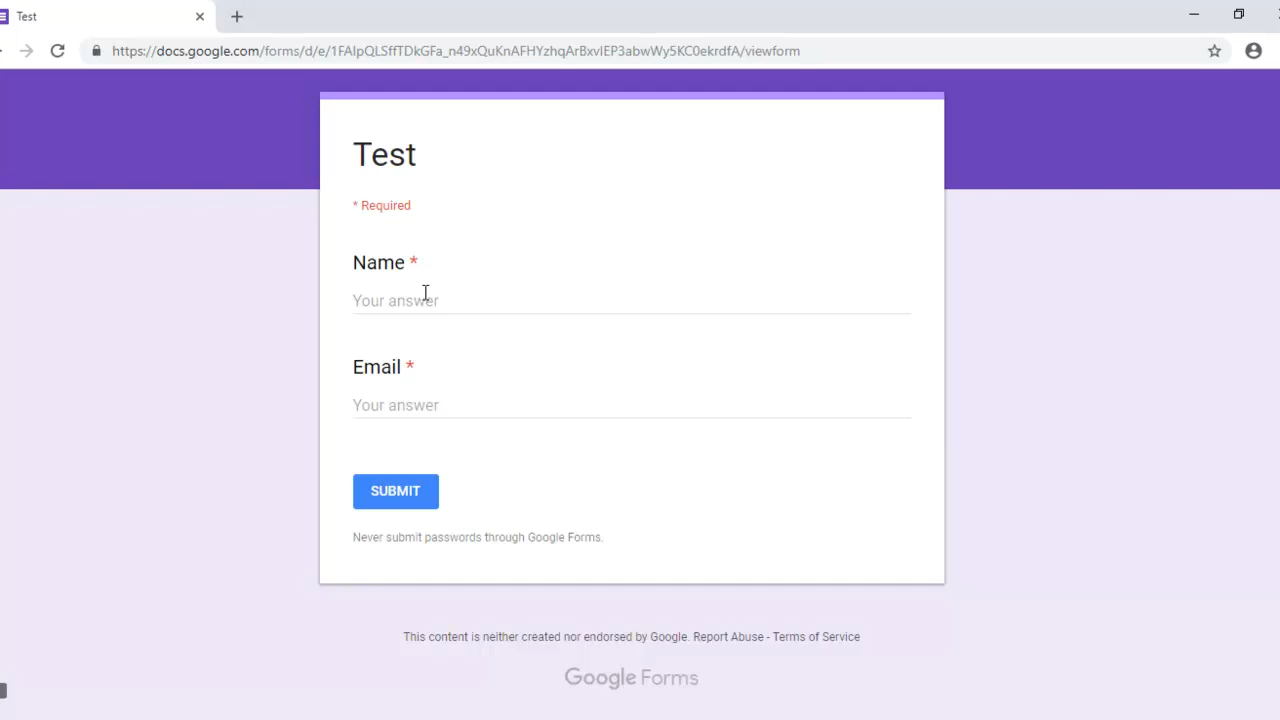 Test
https://docs.google.com/forms/d/e/1FAIpQLSffTDkGFa_n49xQuKnAFHYzhqArBxvIEP3abwWy5KC0ekrdfA/viewform
Test
* Required
Name *
Your answer
Email *
Your answer
SUBMIT
Never submit passwords through Google Forms.
This content is neither created nor endorsed by Google. Report Abuse - Terms of Service
Google Forms